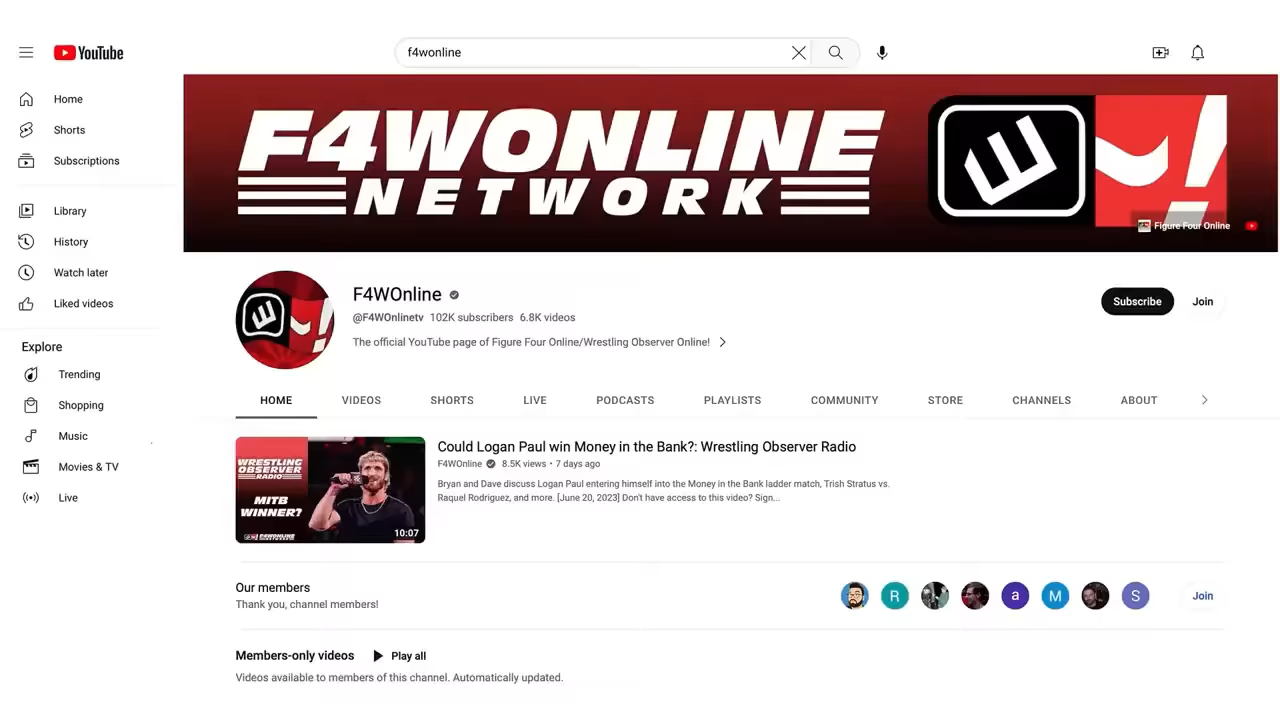 YouTube
f4wonline
Home
Shorts
Subscriptions
Library
History
Watch later
Liked videos
Explore
Trending
Shopping
Music
Movies & TV
Live
F4WONLINE
NETWORK
Figure Four Online
F4WOnline
@F4WOnlinetv 102K subscribers 6.8K videos
The official YouTube page of Figure Four Online/Wrestling Observer Online!
Subscribe
Join
HOME VIDEOS SHORTS LIVE PODCASTS PLAYLISTS COMMUNITY STORE CHANNELS ABOUT
WRESTLING
OBSERVER
RADIO
MITB
WINNER?
F4WONLINE
NETWORK
10:07
Could Logan Paul win Money in the Bank?: Wrestling Observer Radio
F4WOnline 8.5K views • 7 days ago
Bryan and Dave discuss Logan Paul entering himself into the Money in the Bank ladder match, Trish Stratus vs.
Raquel Rodriguez, and more. [June 20, 2023] Don't have access to this video? Sign...
Our members
Thank you, channel members!
R
a
M
S
Join
Members-only videos Play all
Videos available to members of this channel. Automatically updated.